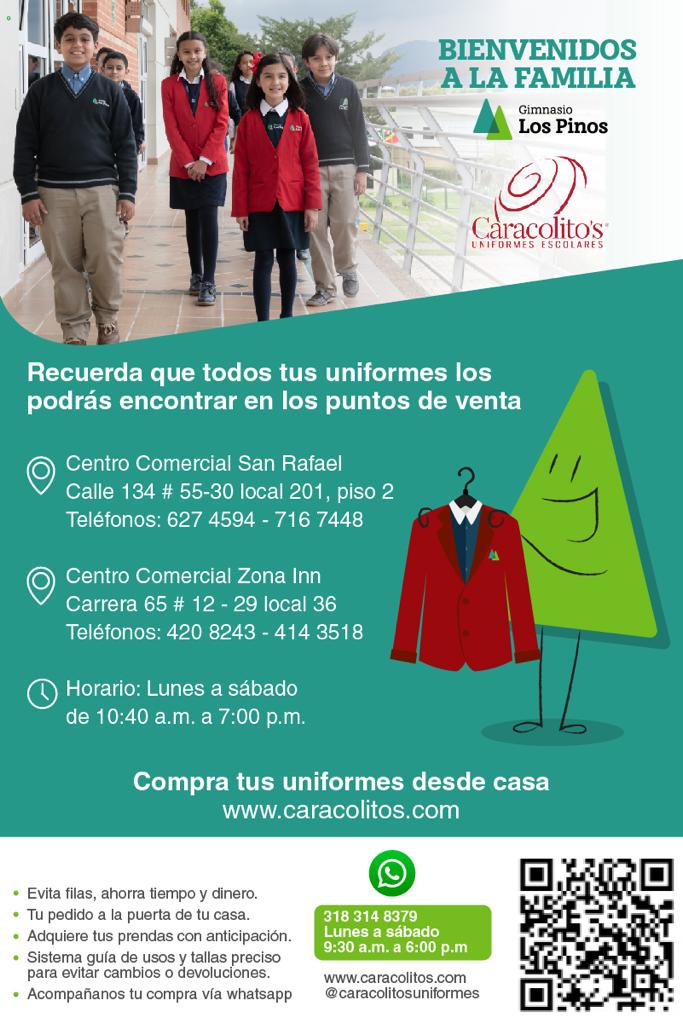 BIENVENIDOS
A LA FAMILIA
Gimnasio
Los Pinos
Caracolito's®
UNIFORMES ESCOLARES
Recuerda que todos tus uniformes los
podrás encontrar en los puntos de venta
Centro Comercial San Rafael
Calle 134 # 55-30 local 201, piso 2
Teléfonos: 627 4594 - 716 7448
Centro Comercial Zona Inn
Carrera 65 # 12 - 29 local 36
Teléfonos: 420 8243 - 414 3518
Horario: Lunes a sábado
de 10:40 a.m. a 7:00 p.m.
Compra tus uniformes desde casa
www.caracolitos.com
• Evita filas, ahorra tiempo y dinero.
• Tu pedido a la puerta de tu casa.
• Adquiere tus prendas con anticipación.
• Sistema guía de usos y tallas preciso
para evitar cambios o devoluciones.
• Acompañanos tu compra vía whatsapp
318 314 8379
Lunes a sábado
9:30 a.m. a 6:00 p.m
www.caracolitos.com
@caracolitosuniformes